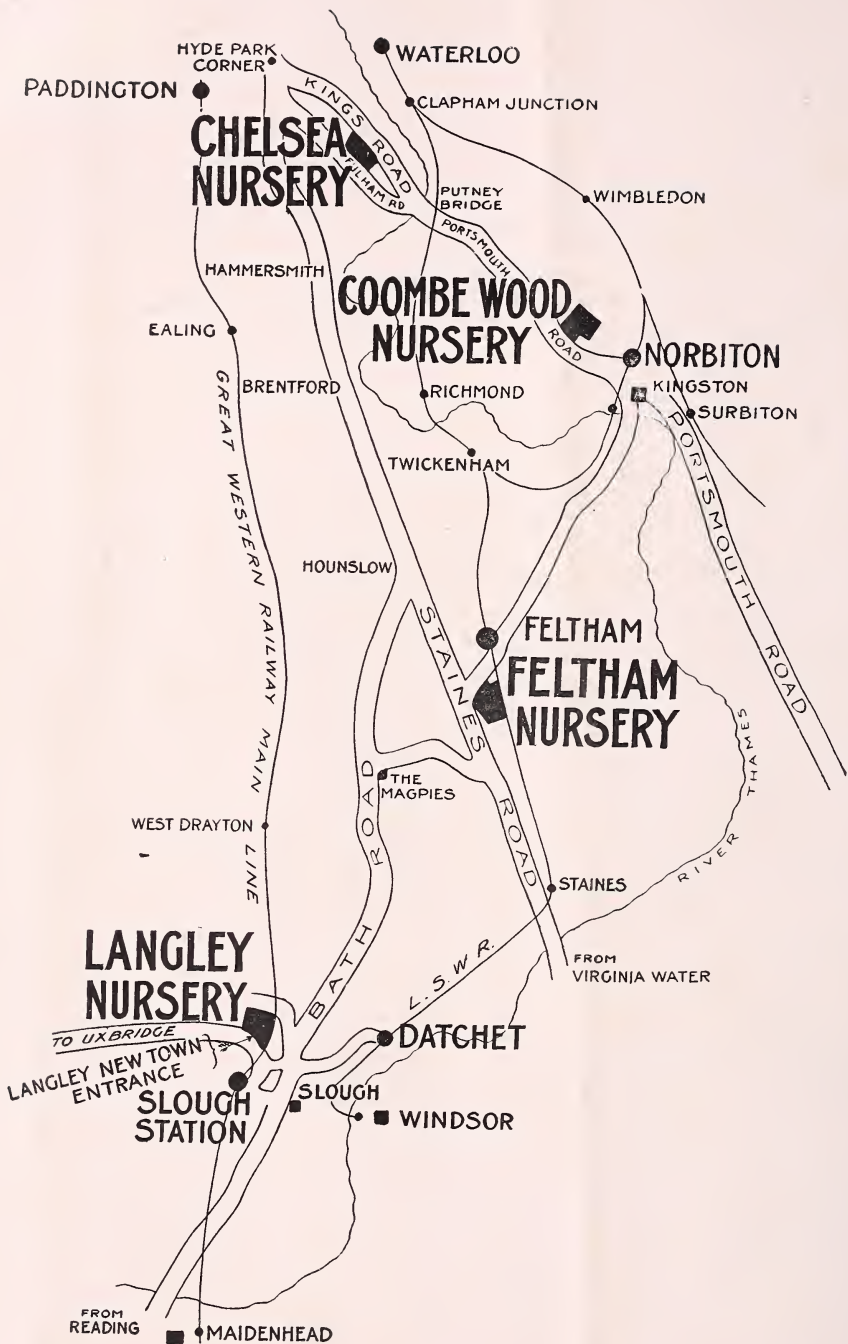 HYDE PARK
CORNER
WATERLOO
PADDINGTON
KINGS ROAD
CLAPHAM JUNCTION
CHELSEA
NURSERY
FULHAM RD
PUTNEY
BRIDGE
WIMBLEDON
PORTSMOUTH
ROAD
HAMMERSMITH
COOMBE WOOD
NURSERY
EALING
NORBITON
KINGSTON
BRENTFORD
RICHMOND
SURBITON
GREAT WESTERN RAILWAY MAIN LINE
TWICKENHAM
PORTSMOUTH ROAD
HOUNSLOW
STAINES ROAD
FELTHAM
FELTHAM
NURSERY
THE
MAGPIES
RIVER THAMES
WEST DRAYTON
BATH ROAD
STAINES
LANGLEY
NURSERY
L. S. W. R.
FROM
VIRGINIA WATER
TO UXBRIDGE
LANGLEY NEW TOWN
ENTRANCE
DATCHET
SLOUGH
STATION
SLOUGH
WINDSOR
FROM
READING
MAIDENHEAD